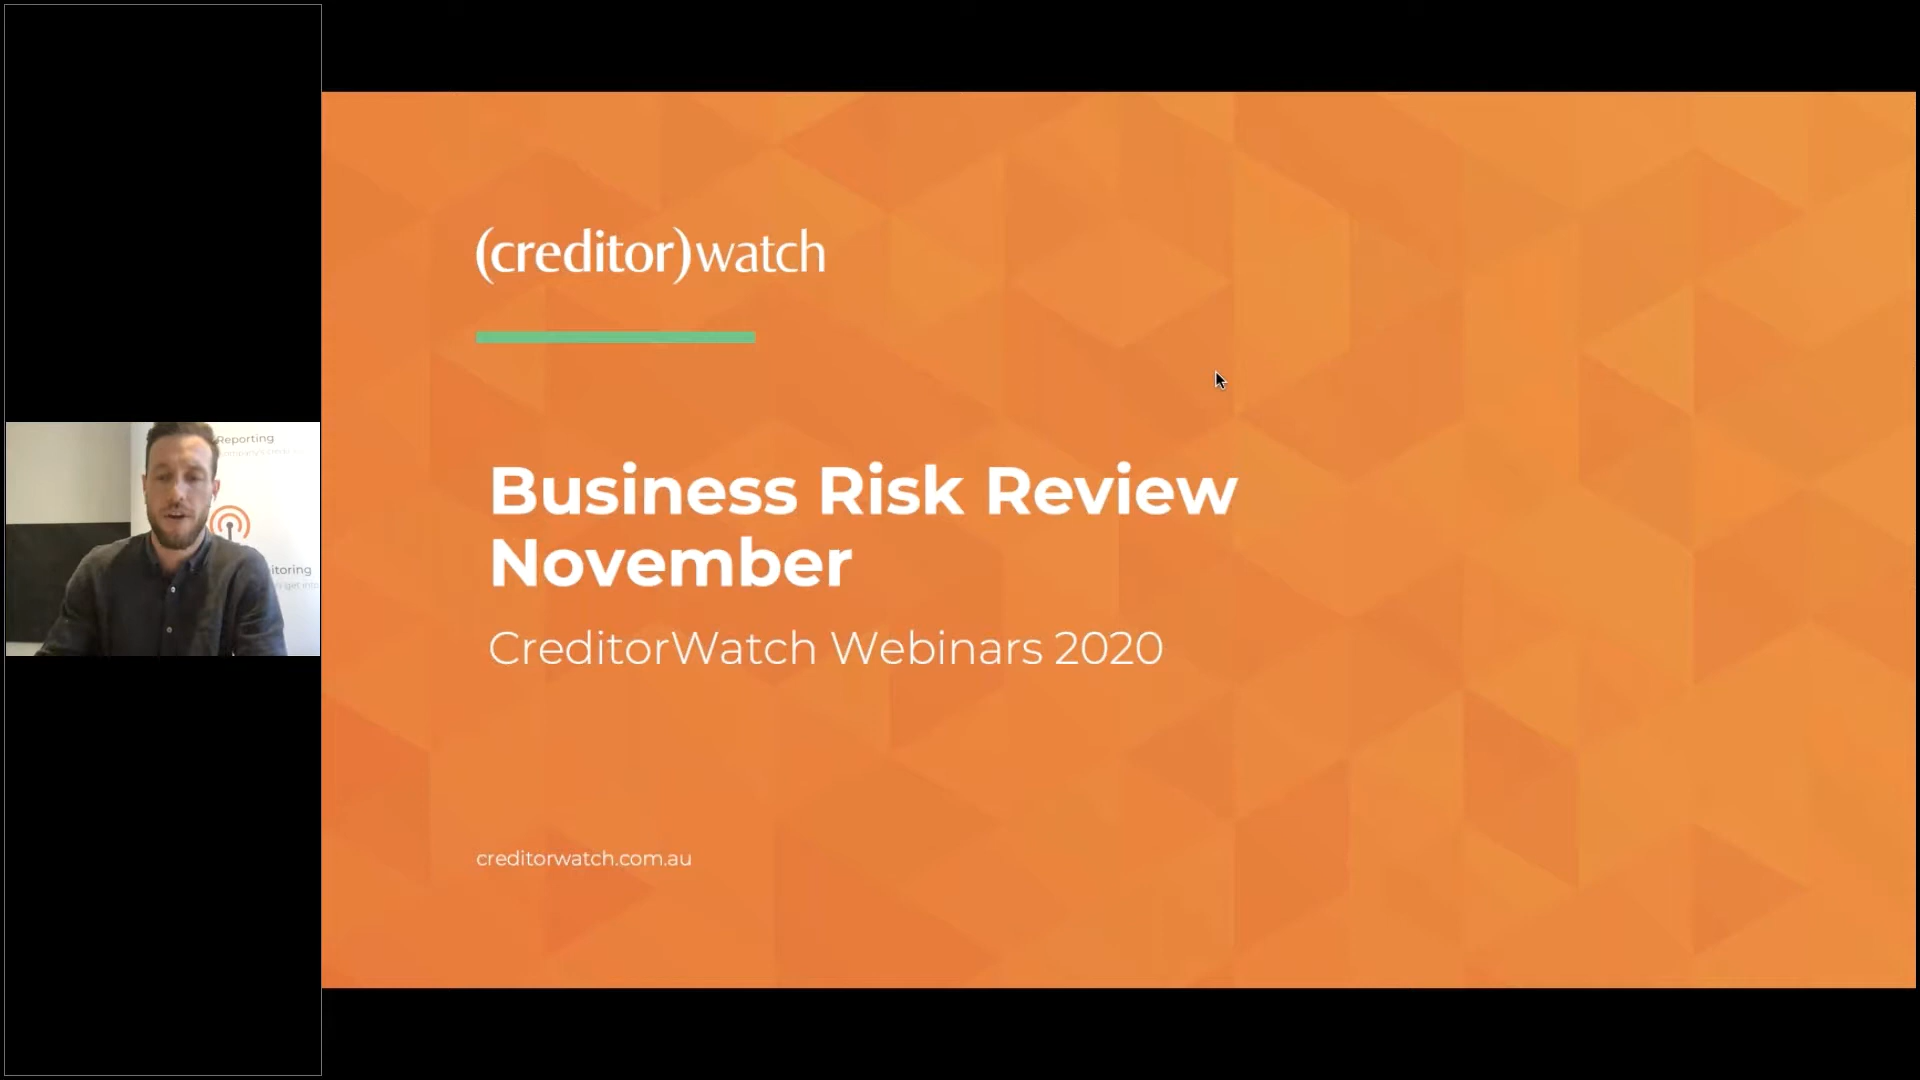 (creditor)watch
Business Risk Review
November
CreditorWatch Webinars 2020
creditorwatch.com.au
Reporting
itoring